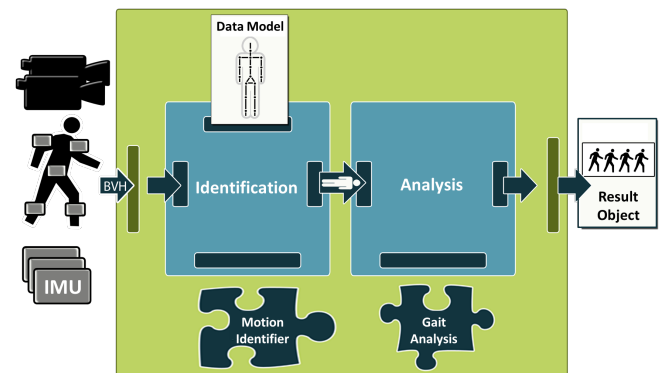 Data Model
BVH
Identification
Analysis
Result
Object
IMU
Motion
Identifier
Gait
Analysis